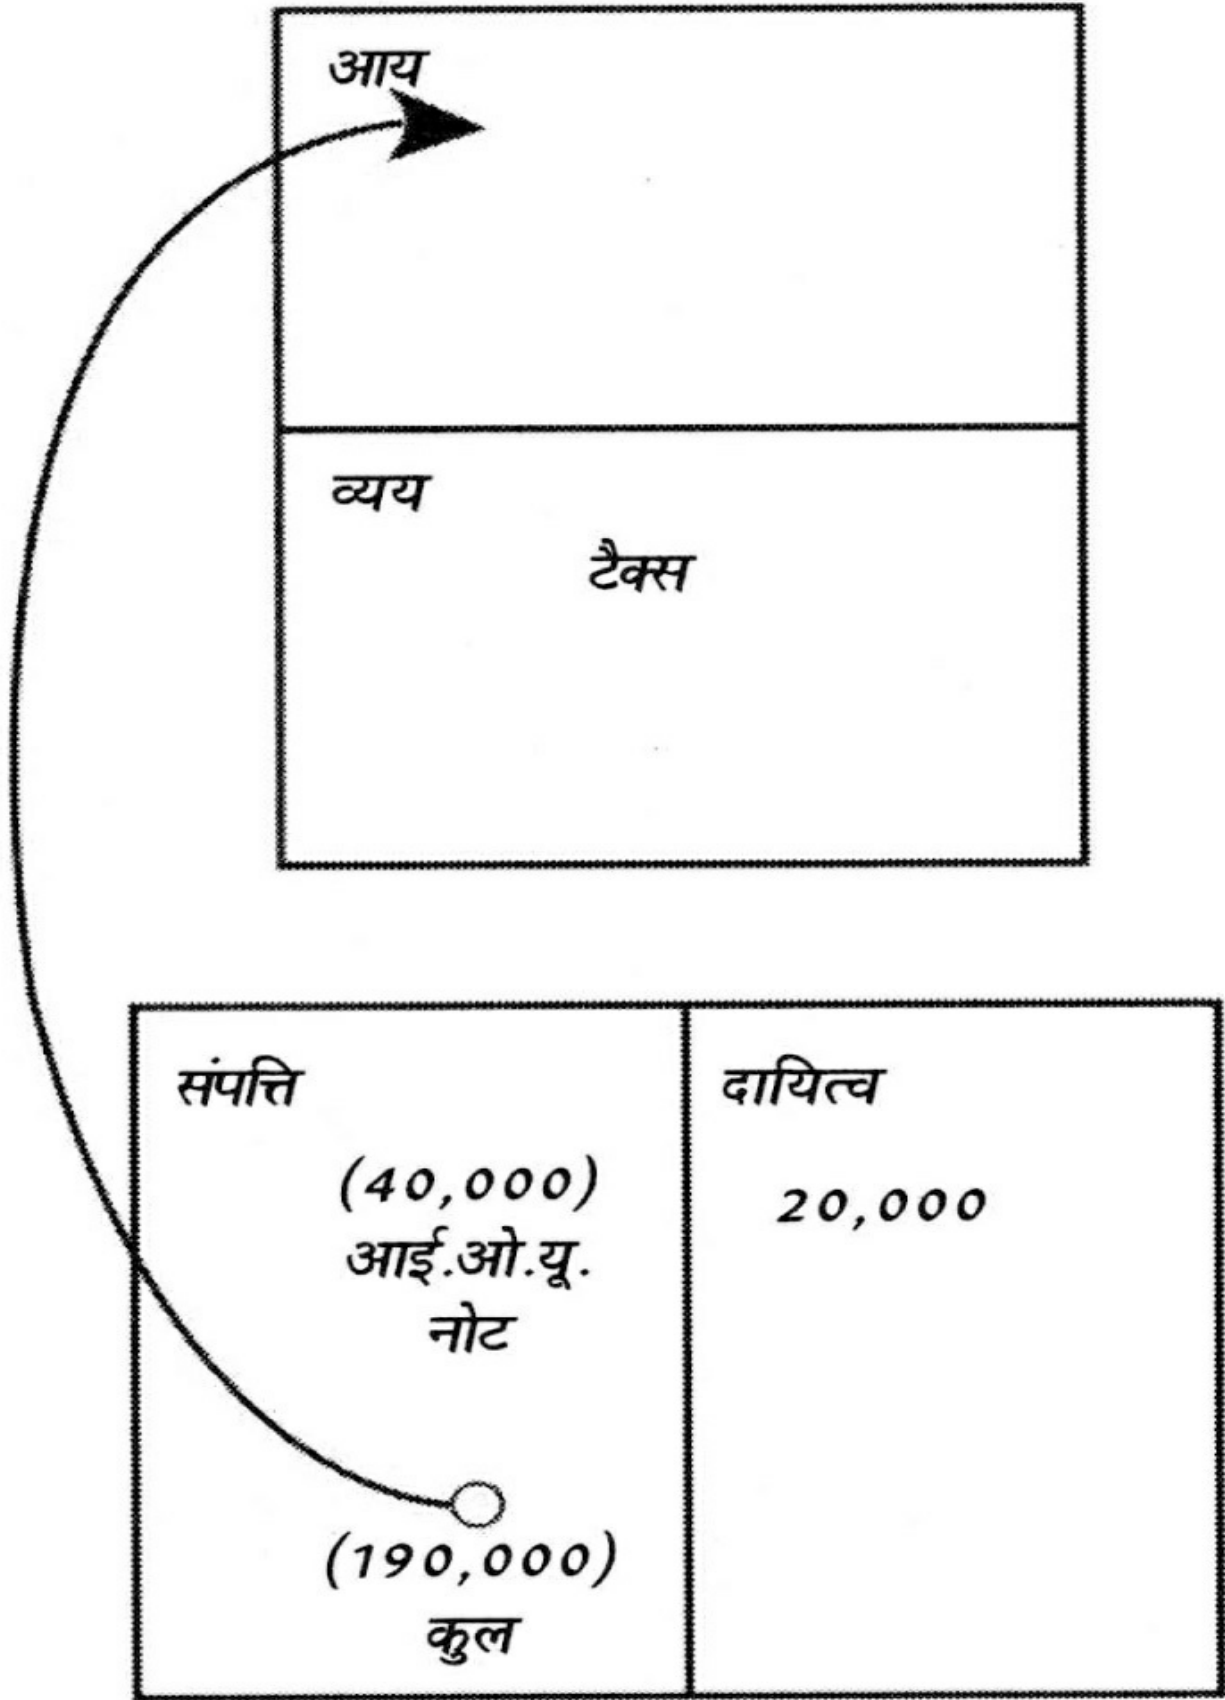 आय
व्यय
टैक्स
संपत्ति
(40,000)
आई.ओ.यू.
नोट
(190,000)
कुल
दायित्व
20,000